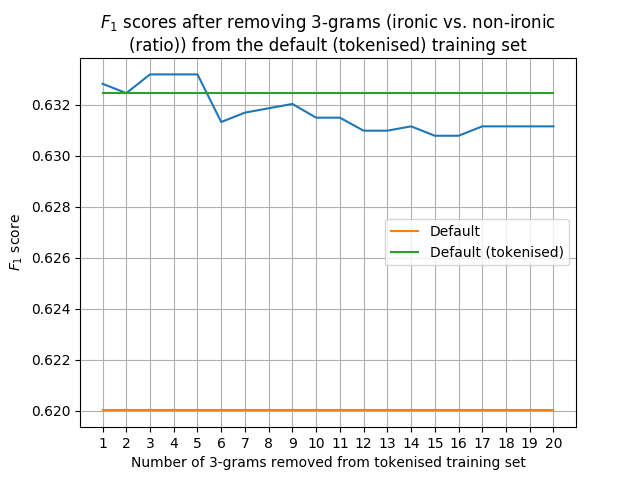 F1 scores after removing 3-grams (ironic vs. non-ironic
(ratio)) from the default (tokenised) training set
0.632
0.630
0.628
0.626
0.624
0.622
0.620
F1 score
Default
Default (tokenised)
1 2 3 4 5 6 7 8 9 10 11 12 13 14 15 16 17 18 19 20
Number of 3-grams removed from tokenised training set